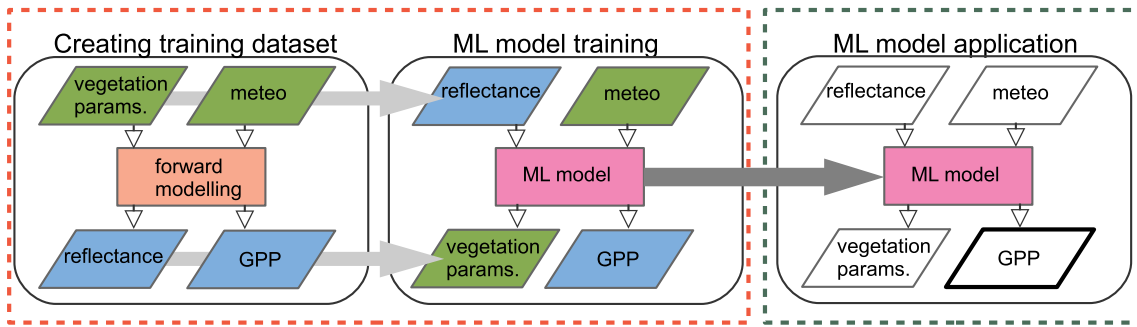 Creating training dataset
vegetation
params.
meteo
forward
modelling
reflectance
GPP
ML model training
reflectance
meteo
ML model
vegetation
params.
GPP
ML model application
reflectance
meteo
ML model
vegetation
params.
GPP